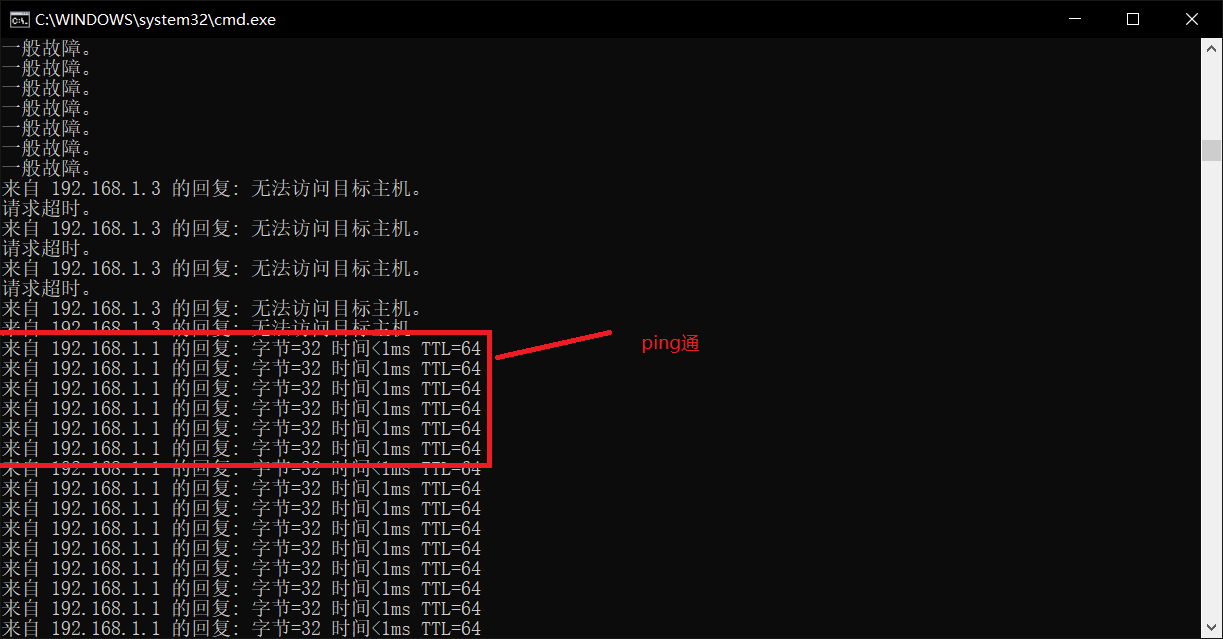 C:\WINDOWS\system32\cmd.exe
一般故障。
一般故障。
一般故障。
一般故障。
一般故障。
一般故障。
一般故障。
来自 192.168.1.3 的回复: 无法访问目标主机。
请求超时。
来自 192.168.1.3 的回复: 无法访问目标主机。
请求超时。
来自 192.168.1.3 的回复: 无法访问目标主机。
请求超时。
来自 192.168.1.3 的回复: 无法访问目标主机。
来自 192.168.1.3 的回复: 无法访问目标主机
来自 192.168.1.1 的回复: 字节=32 时间<1ms TTL=64
ping通
来自 192.168.1.1 的回复: 字节=32 时间<1ms TTL=64
来自 192.168.1.1 的回复: 字节=32 时间<1ms TTL=64
来自 192.168.1.1 的回复: 字节=32 时间<1ms TTL=64
来自 192.168.1.1 的回复: 字节=32 时间<1ms TTL=64
来自 192.168.1.1 的回复: 字节=32 时间<1ms TTL=64
来自 192.168.1.1 的回复: 字节=32 时间<1ms TTL=64
来自 192.168.1.1 的回复: 字节=32 时间<1ms TTL=64
来自 192.168.1.1 的回复: 字节=32 时间<1ms TTL=64
来自 192.168.1.1 的回复: 字节=32 时间<1ms TTL=64
来自 192.168.1.1 的回复: 字节=32 时间<1ms TTL=64
来自 192.168.1.1 的回复: 字节=32 时间<1ms TTL=64
来自 192.168.1.1 的回复: 字节=32 时间<1ms TTL=64
来自 192.168.1.1 的回复: 字节=32 时间<1ms TTL=64
来自 192.168.1.1 的回复: 字节=32 时间<1ms TTL=64